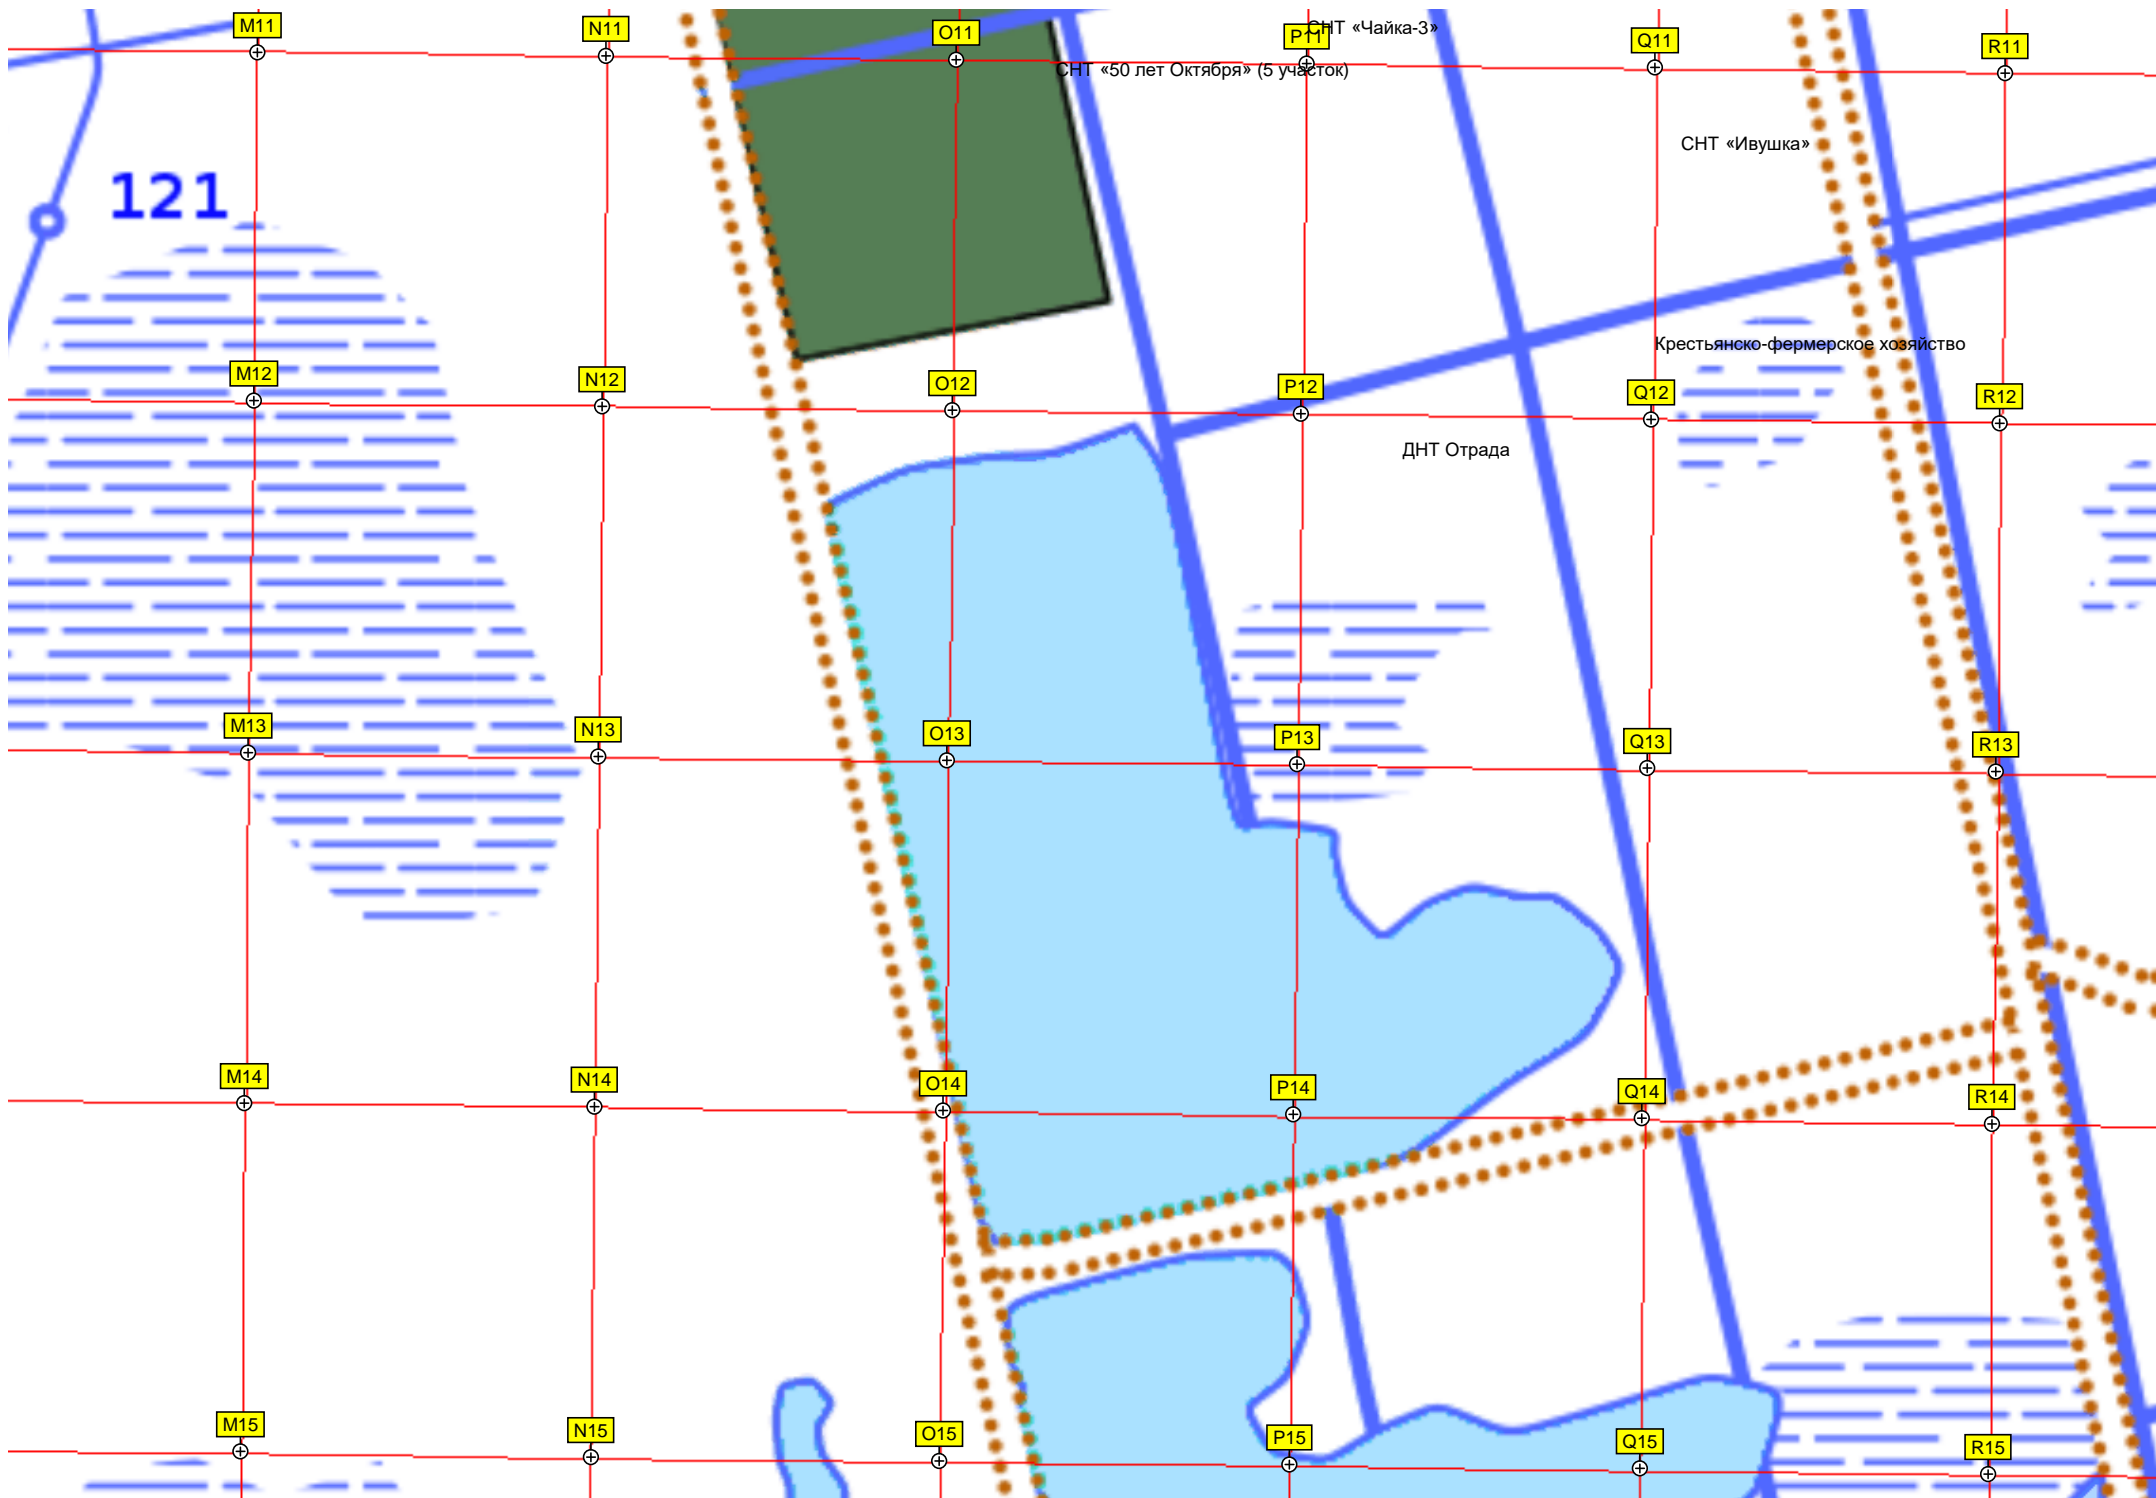 M11 N11 O11 P11 СНТ «Чайка-3» Q11 R11
СНТ «50 лет Октября» (5 участок)
СНТ «Ивушка»
121
Крестьянско-фермерское хозяйство
M12 N12 O12 P12 Q12 R12
ДНТ Отрада
M13 N13 O13 P13 Q13 R13
M14 N14 O14 P14 Q14 R14
M15 N15 O15 P15 Q15 R15